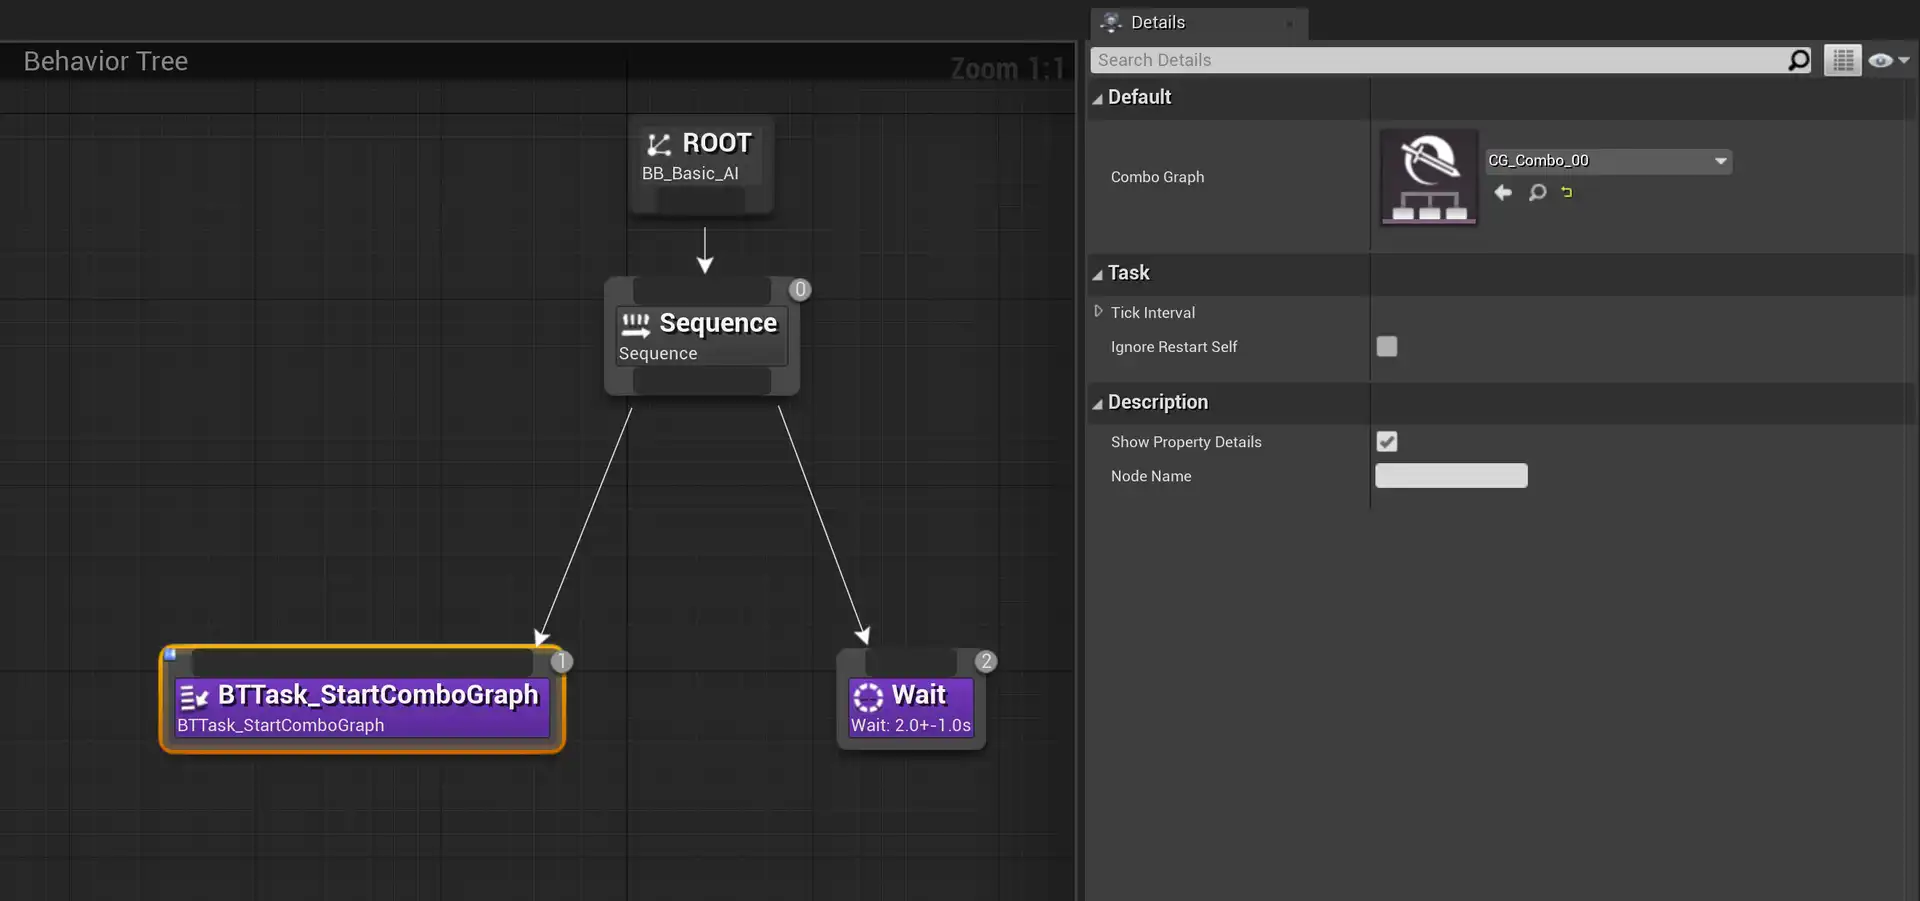 Behavior Tree
Zoom 1:1
ROOT
BB_Basic_AI
0
Sequence
Sequence
1
BTTask_StartComboGraph
BTTask_StartComboGraph
2
Wait
Wait: 2.0+-1.0s
Details
Search Details
Default
Combo Graph
CG_Combo_00
Task
Tick Interval
Ignore Restart Self
Description
Show Property Details
Node Name